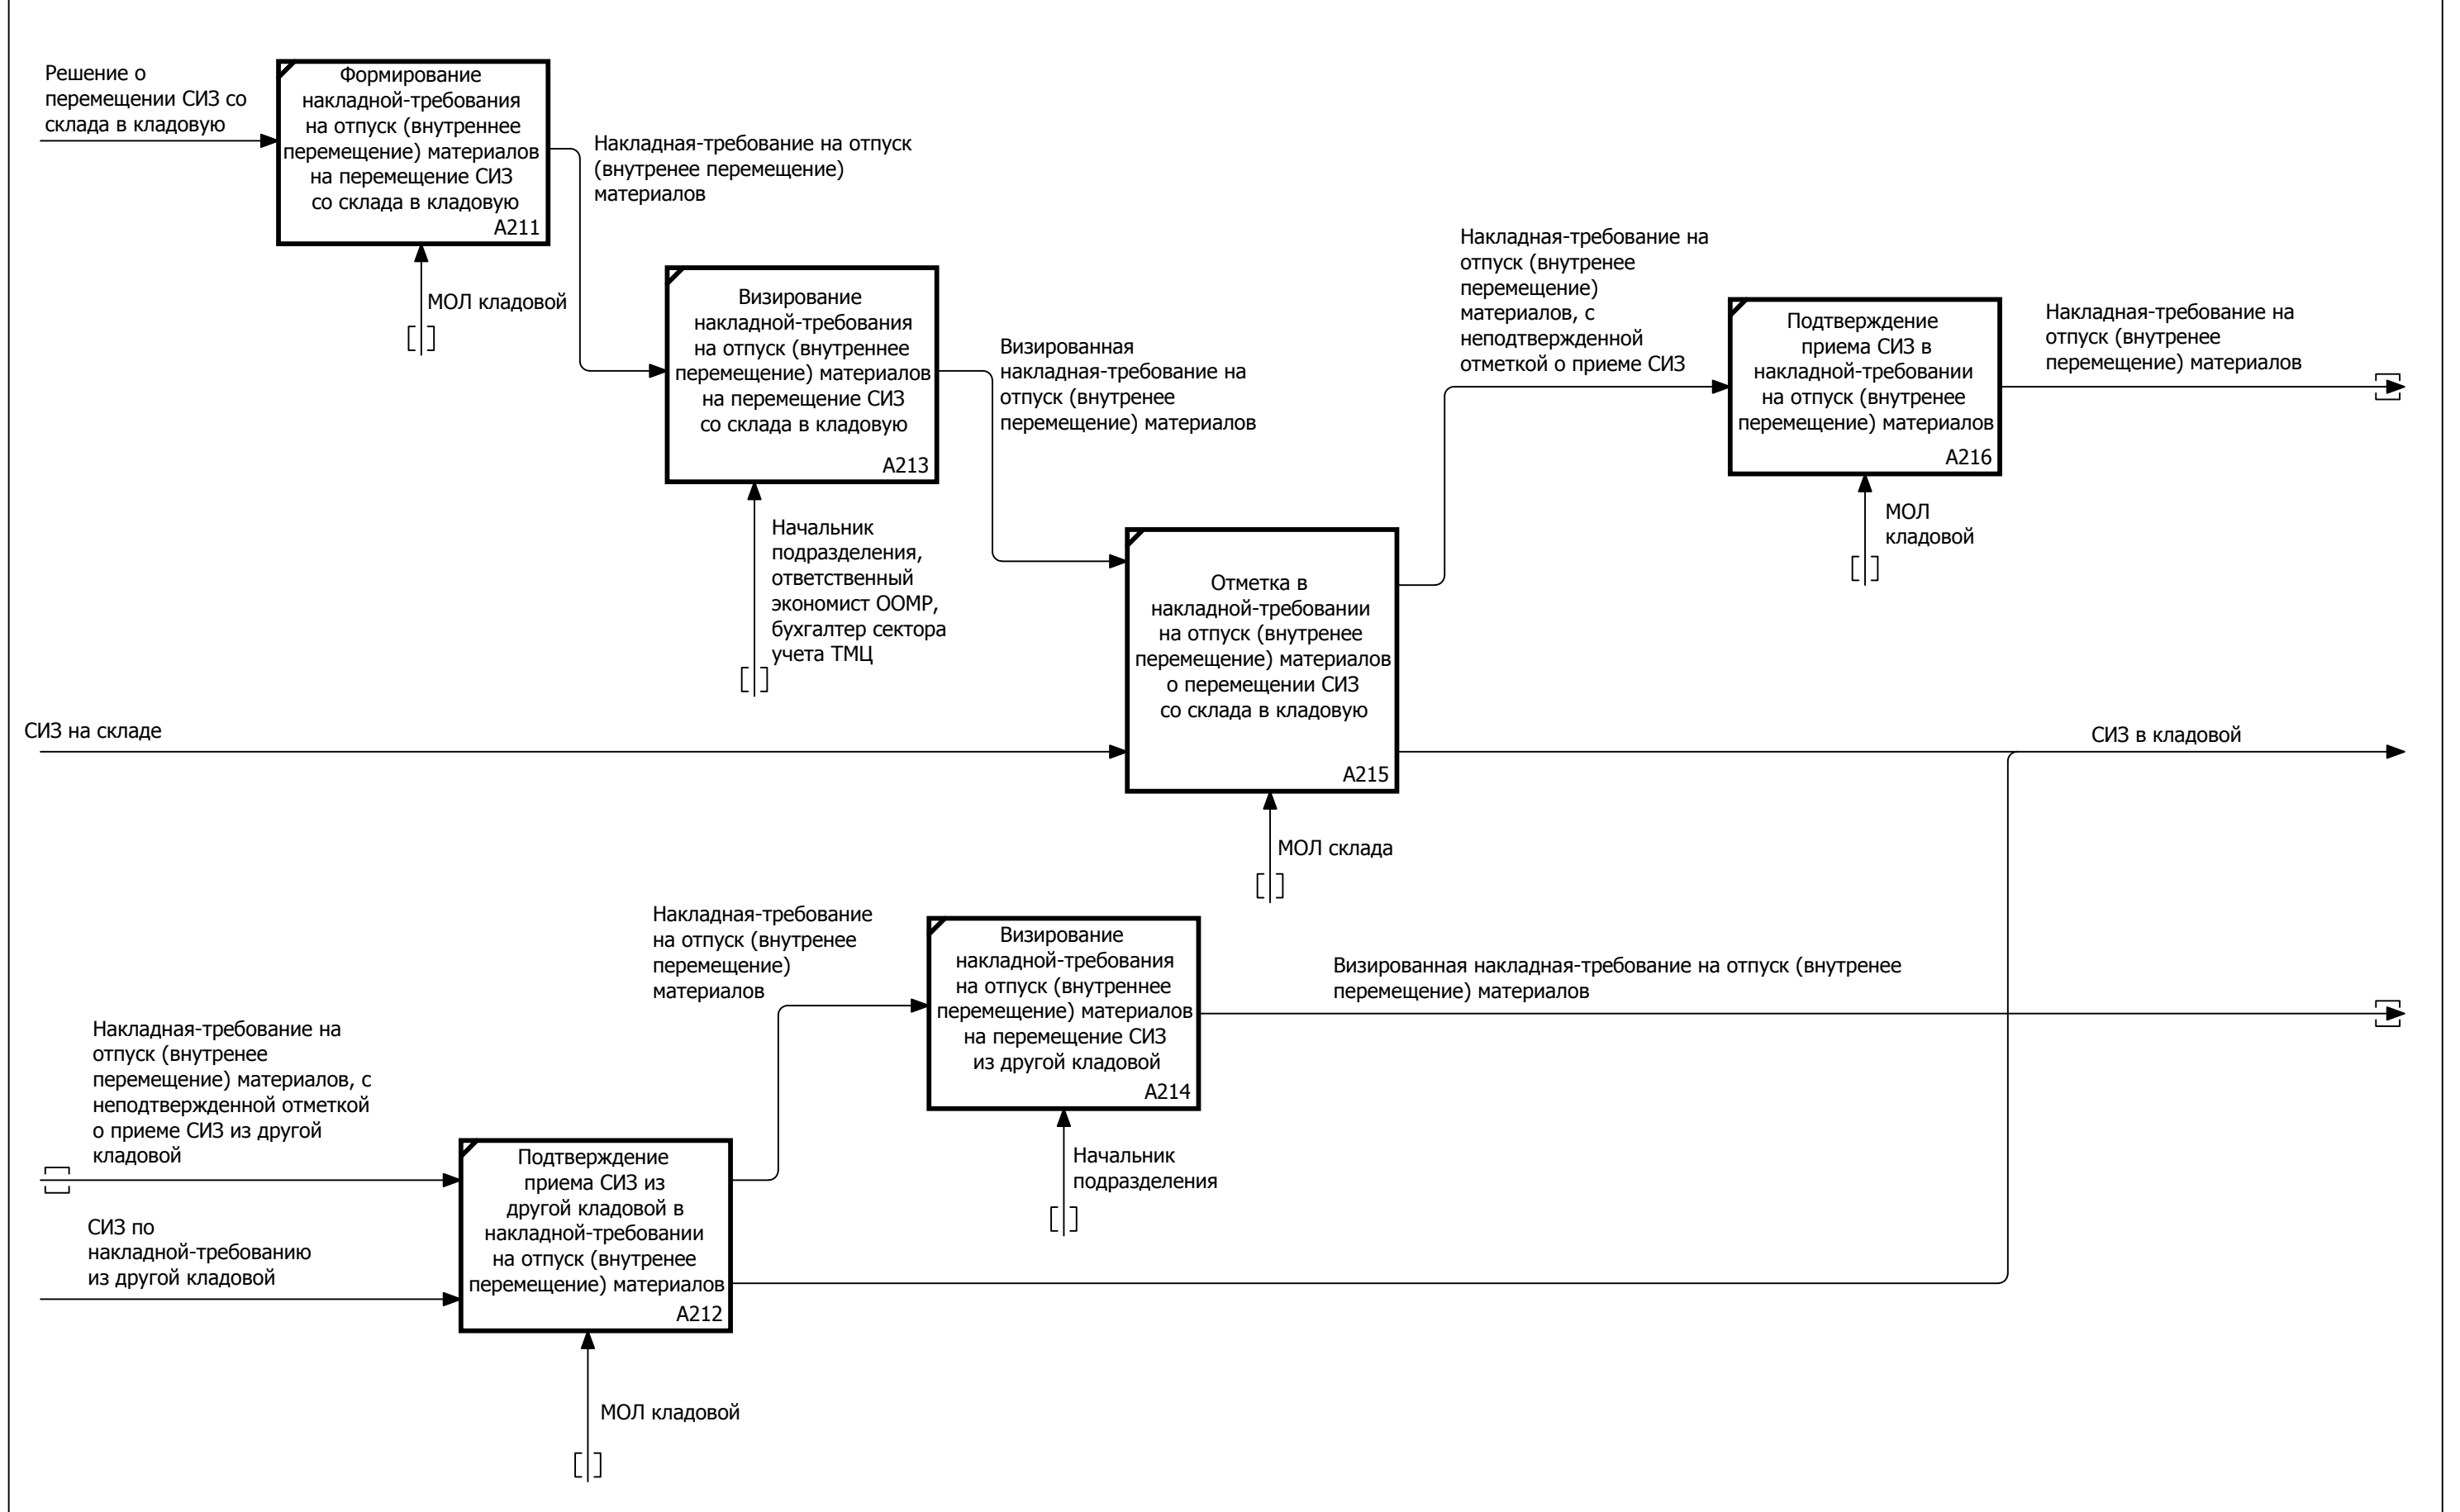 Решение о
перемещении СИЗ со
склада в кладовую
Формирование
накладной-требования
на отпуск (внутреннее
перемещение) материалов
на перемещение СИЗ
со склада в кладовую
A211
МОЛ кладовой
Накладная-требование на отпуск
(внутренее перемещение)
материалов
Визирование
накладной-требования
на отпуск (внутреннее
перемещение) материалов
на перемещение СИЗ
со склада в кладовую
A213
Начальник
подразделения,
ответственный
экономист ООМР,
бухгалтер сектора
учета ТМЦ
Визированная
накладная-требование на
отпуск (внутренее
перемещение) материалов
Отметка в
накладной-требовании
на отпуск (внутренее
перемещение) материалов
о перемещении СИЗ
со склада в кладовую
A215
МОЛ склада
Накладная-требование на
отпуск (внутренее
перемещение)
материалов, с
неподтвержденной
отметкой о приеме СИЗ
Подтверждение
приема СИЗ в
накладной-требовании
на отпуск (внутренее
перемещение) материалов
A216
МОЛ
кладовой
Накладная-требование на
отпуск (внутренее
перемещение) материалов
СИЗ на складе
СИЗ в кладовой
Накладная-требование на
отпуск (внутренее
перемещение) материалов, с
неподтвержденной отметкой
о приеме СИЗ из другой
кладовой
СИЗ по
накладной-требованию
из другой кладовой
Подтверждение
приема СИЗ из
другой кладовой в
накладной-требовании
на отпуск (внутренее
перемещение) материалов
A212
МОЛ кладовой
Накладная-требование
на отпуск (внутренее
перемещение)
материалов
Визирование
накладной-требования
на отпуск (внутреннее
перемещение) материалов
на перемещение СИЗ
из другой кладовой
A214
Начальник
подразделения
Визированная накладная-требование на отпуск (внутренее
перемещение) материалов